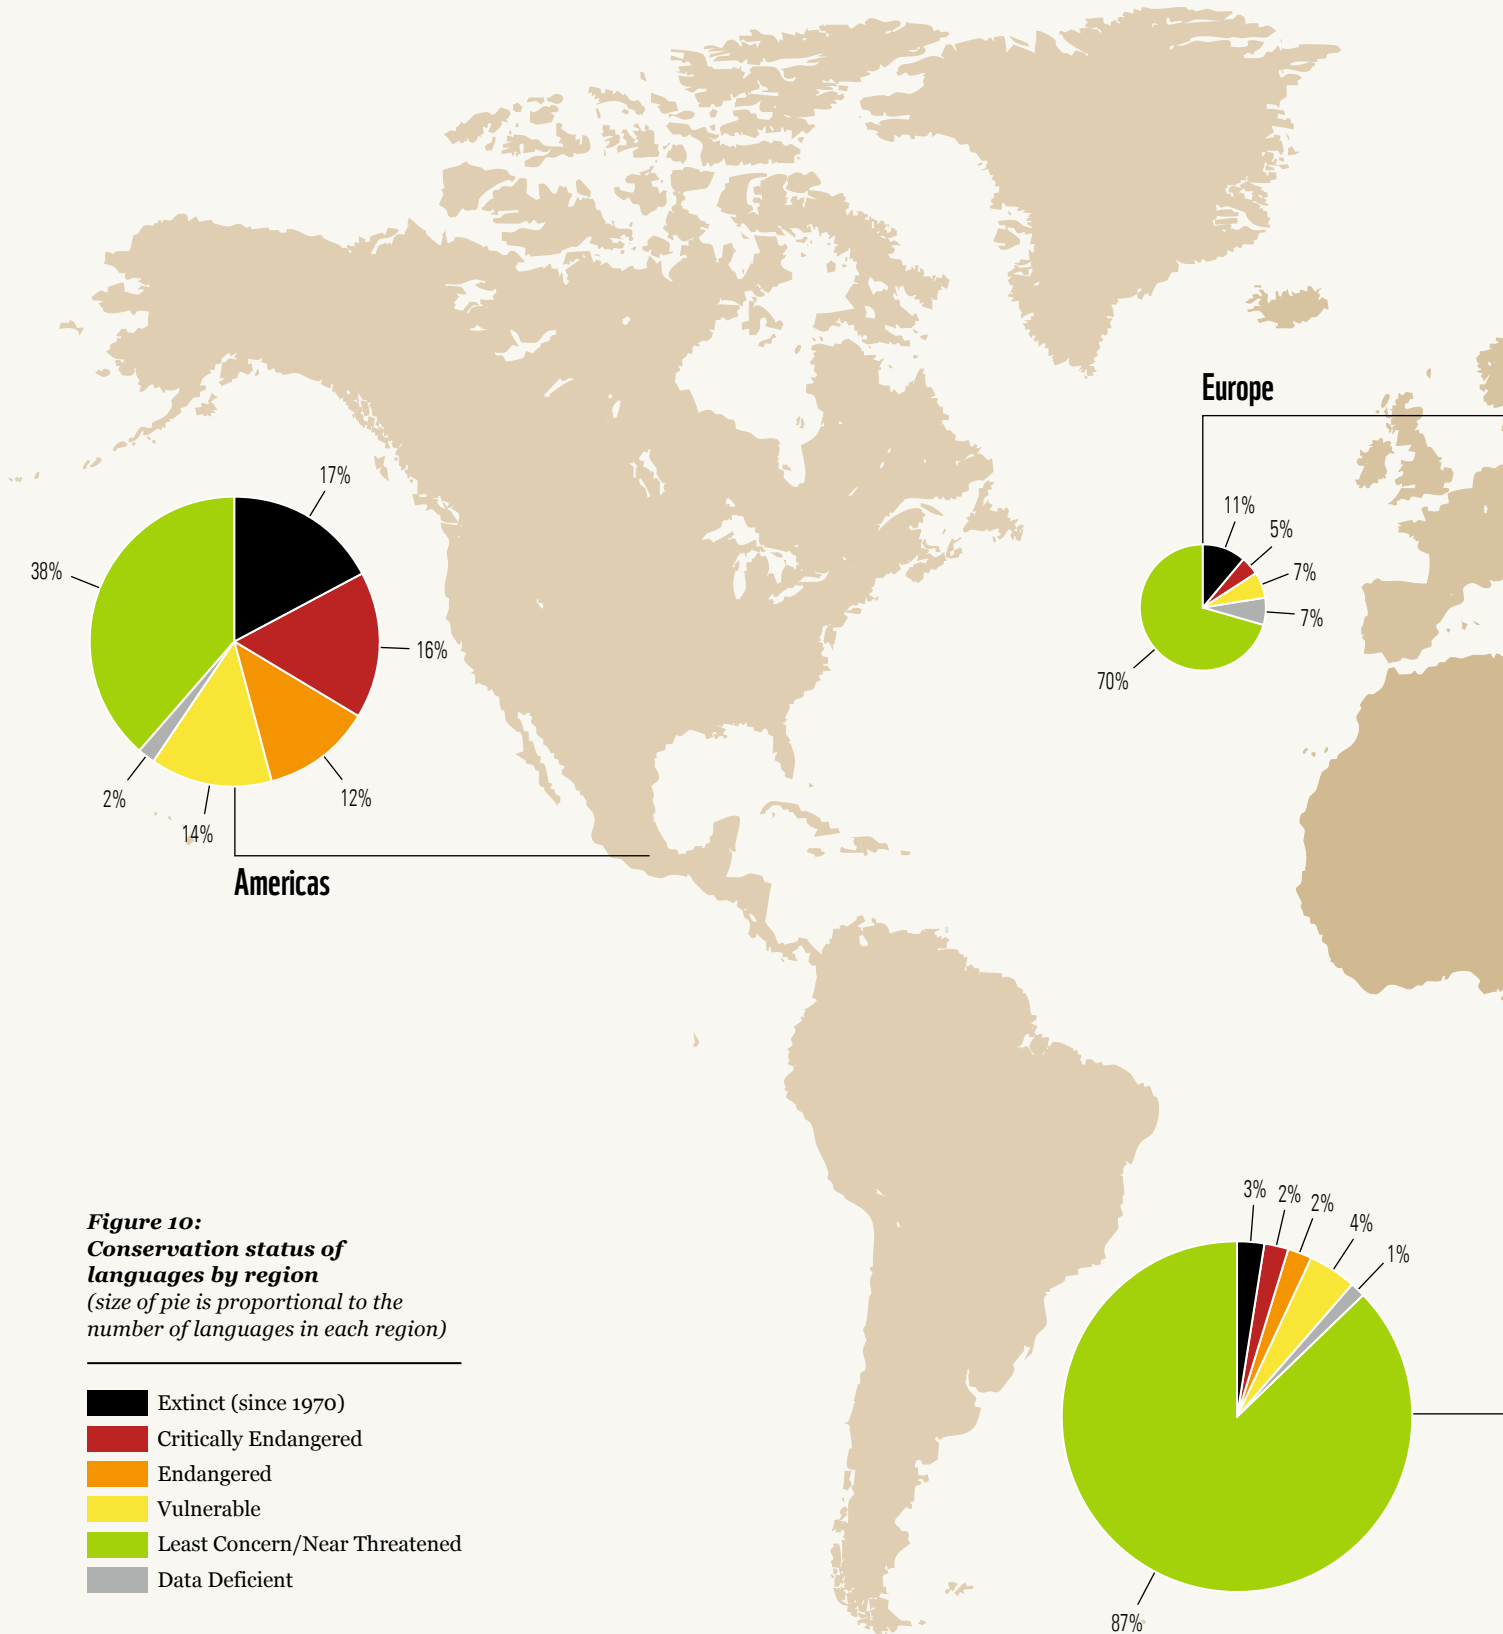 Europe
11%
5%
7%
7%
70%
17%
38%
16%
12%
2%
14%
Americas
3%
2%
2%
4%
1%
87%
Figure 10:
Conservation status of
languages by region
(size of pie is proportional to the
number of languages in each region)
Extinct (since 1970)
Critically Endangered
Endangered
Vulnerable
Least Concern/Near Threatened
Data Deficient